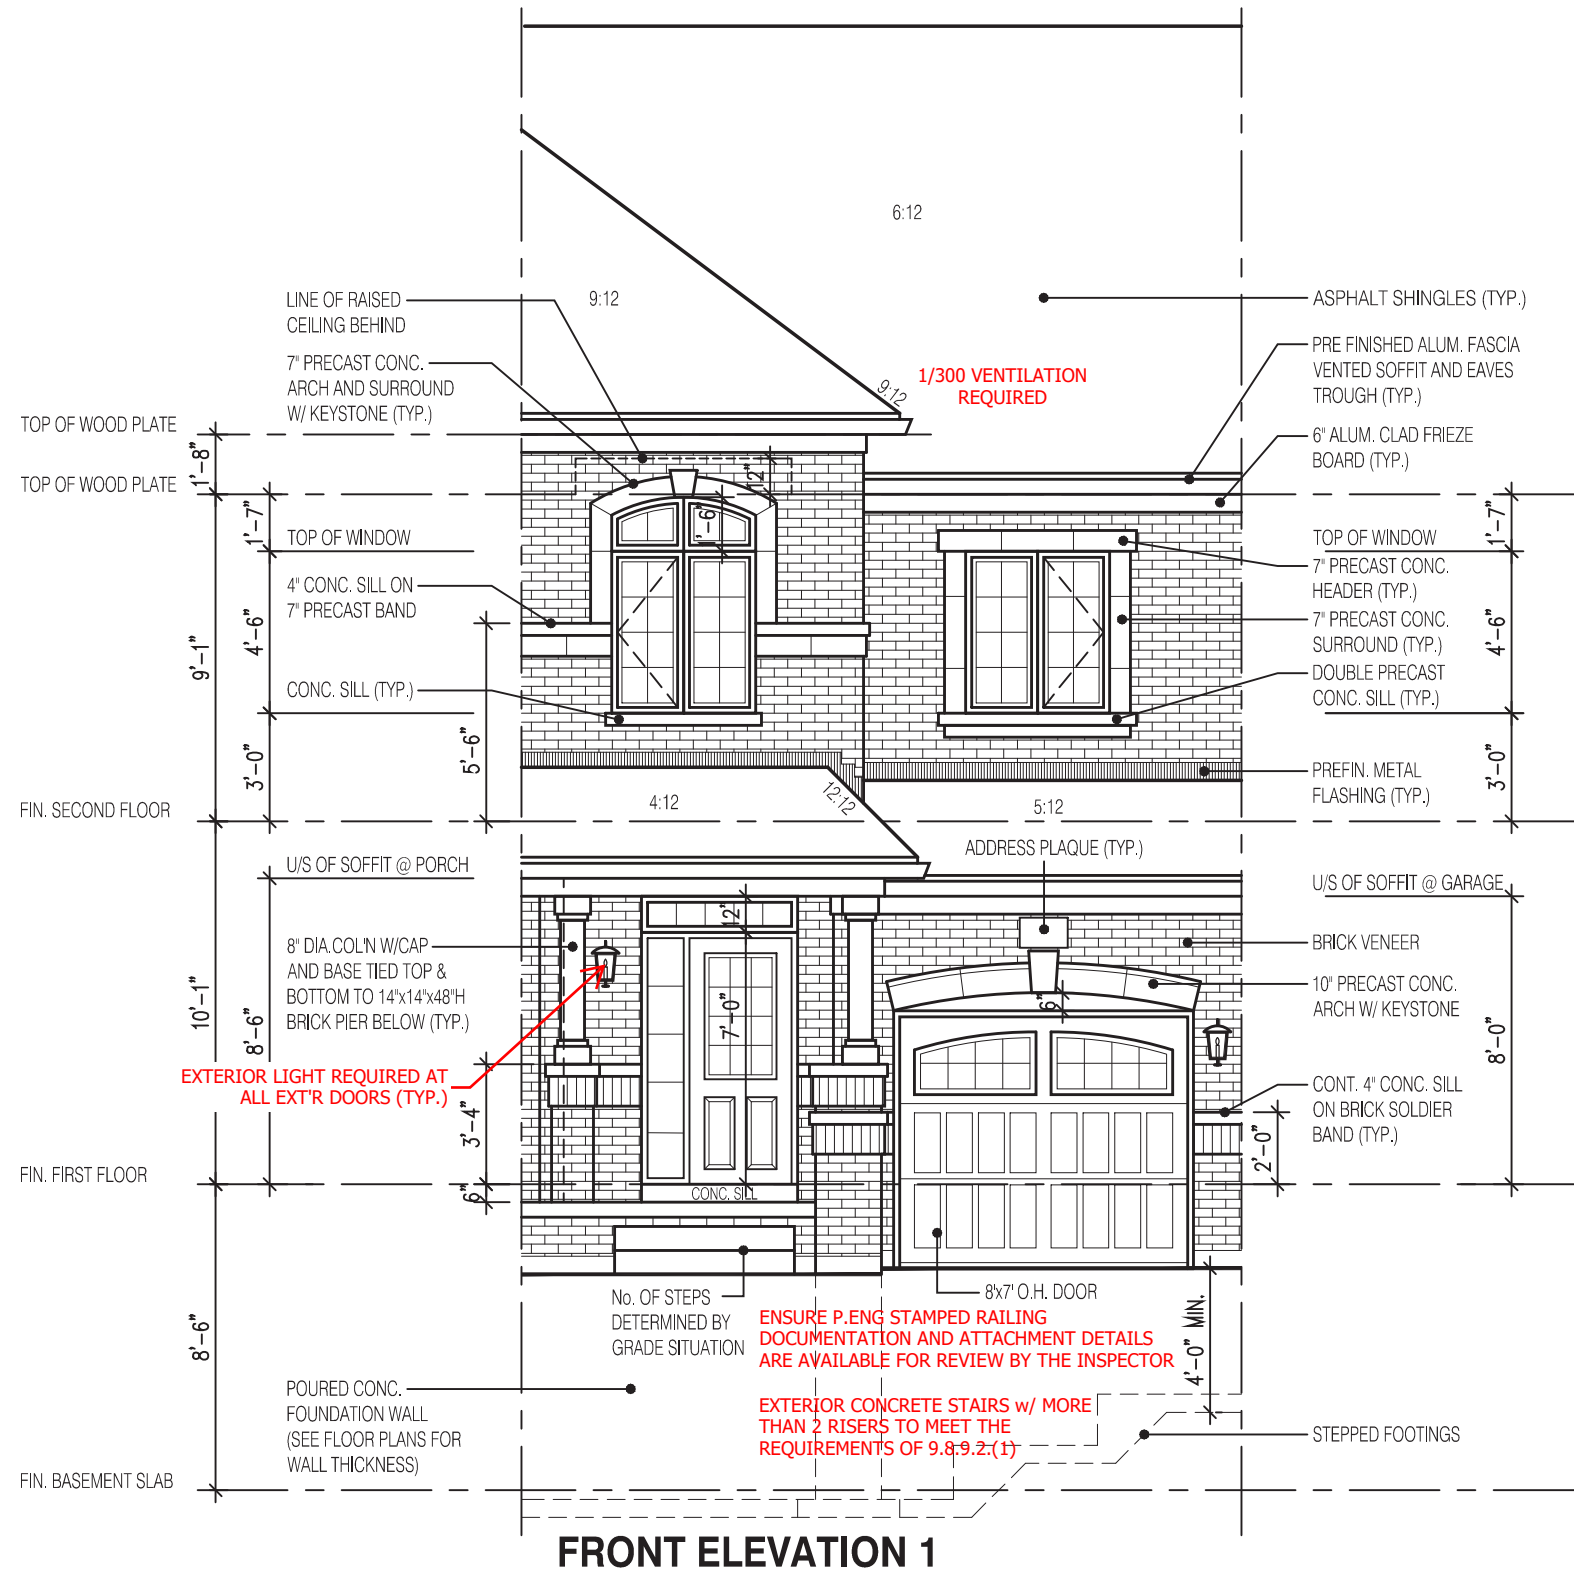 6:12
9:12
9:12
LINE OF RAISED
CEILING BEHIND
7" PRECAST CONC.
ARCH AND SURROUND
W/ KEYSTONE (TYP.)
1/300 VENTILATION
REQUIRED
ASPHALT SHINGLES (TYP.)
PRE FINISHED ALUM. FASCIA
VENTED SOFFIT AND EAVES
TROUGH (TYP.)
6" ALUM. CLAD FRIEZE
BOARD (TYP.)
TOP OF WOOD PLATE
1'-8"
TOP OF WOOD PLATE
12"
1'-6"
1'-7"
TOP OF WINDOW
4" CONC. SILL ON
7" PRECAST BAND
4'-6"
9'-1"
CONC. SILL (TYP.)
3'-0"
5'-6"
1'-7"
TOP OF WINDOW
7" PRECAST CONC.
HEADER (TYP.)
7" PRECAST CONC.
SURROUND (TYP.)
4'-6"
DOUBLE PRECAST
CONC. SILL (TYP.)
PREFIN. METAL
FLASHING (TYP.)
3'-0"
FIN. SECOND FLOOR
4:12
12:12
5:12
ADDRESS PLAQUE (TYP.)
U/S OF SOFFIT @ PORCH
U/S OF SOFFIT @ GARAGE
8" DIA.COL'N W/CAP
AND BASE TIED TOP &
BOTTOM TO 14"x14"x48"H
BRICK PIER BELOW (TYP.)
10'-1"
8'-6"
12"
7'-0"
6"
BRICK VENEER
10" PRECAST CONC.
ARCH W/ KEYSTONE
8'-0"
EXTERIOR LIGHT REQUIRED AT
ALL EXT'R DOORS (TYP.)
3'-4"
CONT. 4" CONC. SILL
ON BRICK SOLDIER
BAND (TYP.)
2'-0"
FIN. FIRST FLOOR
6"
CONC. SILL
No. OF STEPS
DETERMINED BY
GRADE SITUATION
8'x7' O.H. DOOR
ENSURE P.ENG STAMPED RAILING
DOCUMENTATION AND ATTACHMENT DETAILS
ARE AVAILABLE FOR REVIEW BY THE INSPECTOR
4'-0" MIN.
8'-6"
POURED CONC.
FOUNDATION WALL
(SEE FLOOR PLANS FOR
WALL THICKNESS)
EXTERIOR CONCRETE STAIRS w/ MORE
THAN 2 RISERS TO MEET THE
REQUIREMENTS OF 9.8.9.2.(1)
STEPPED FOOTINGS
FIN. BASEMENT SLAB
FRONT ELEVATION 1